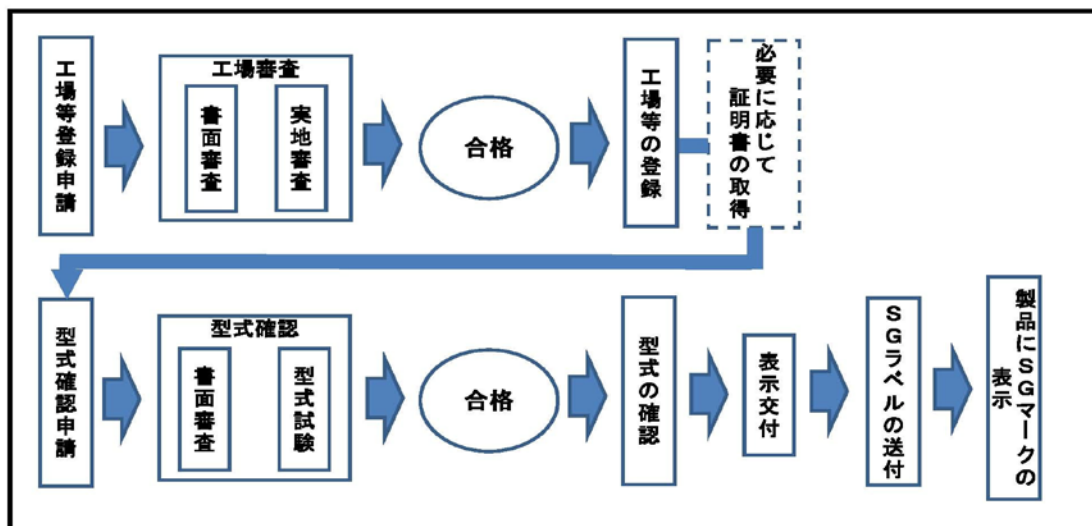 工場等登録申請
工場審査
書面審査
実地審査
合格
工場等の登録
必要に応じて
証明書の取得
型式確認申請
型式確認
書面審査
型式試験
合格
型式の確認
表示交付
SGラベルの送付
製品にSGマークの
表示